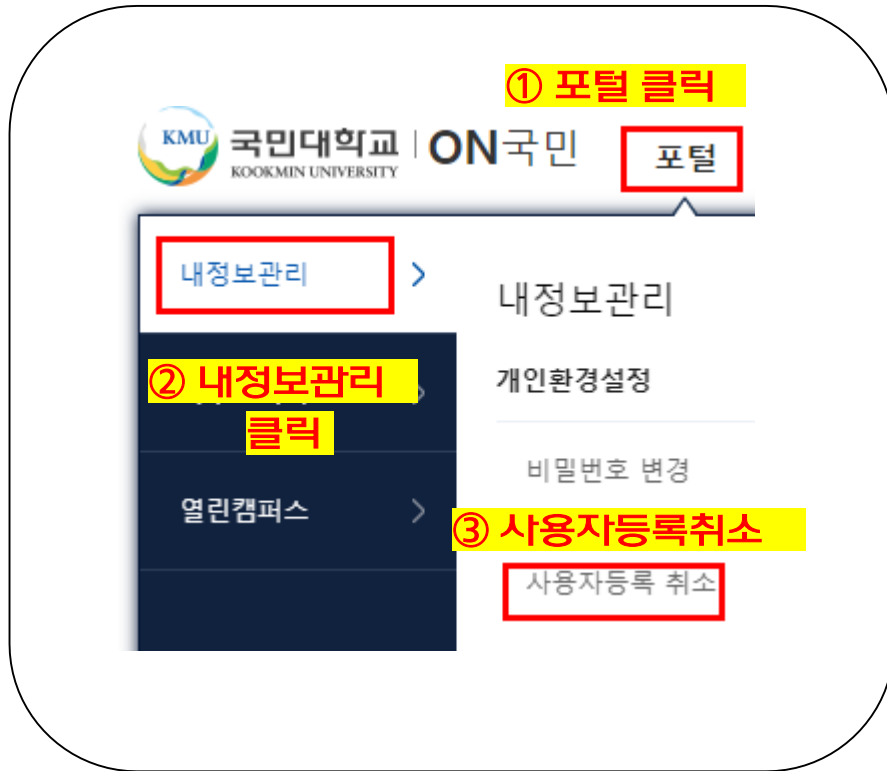 ① 포털 클릭
KMU 국민대학교 ON국민 포털
KOOKMIN UNIVERSITY
내정보관리
내정보관리
② 내정보관리
클릭
개인환경설정
비밀번호 변경
열린캠퍼스
③ 사용자등록취소
사용자등록 취소